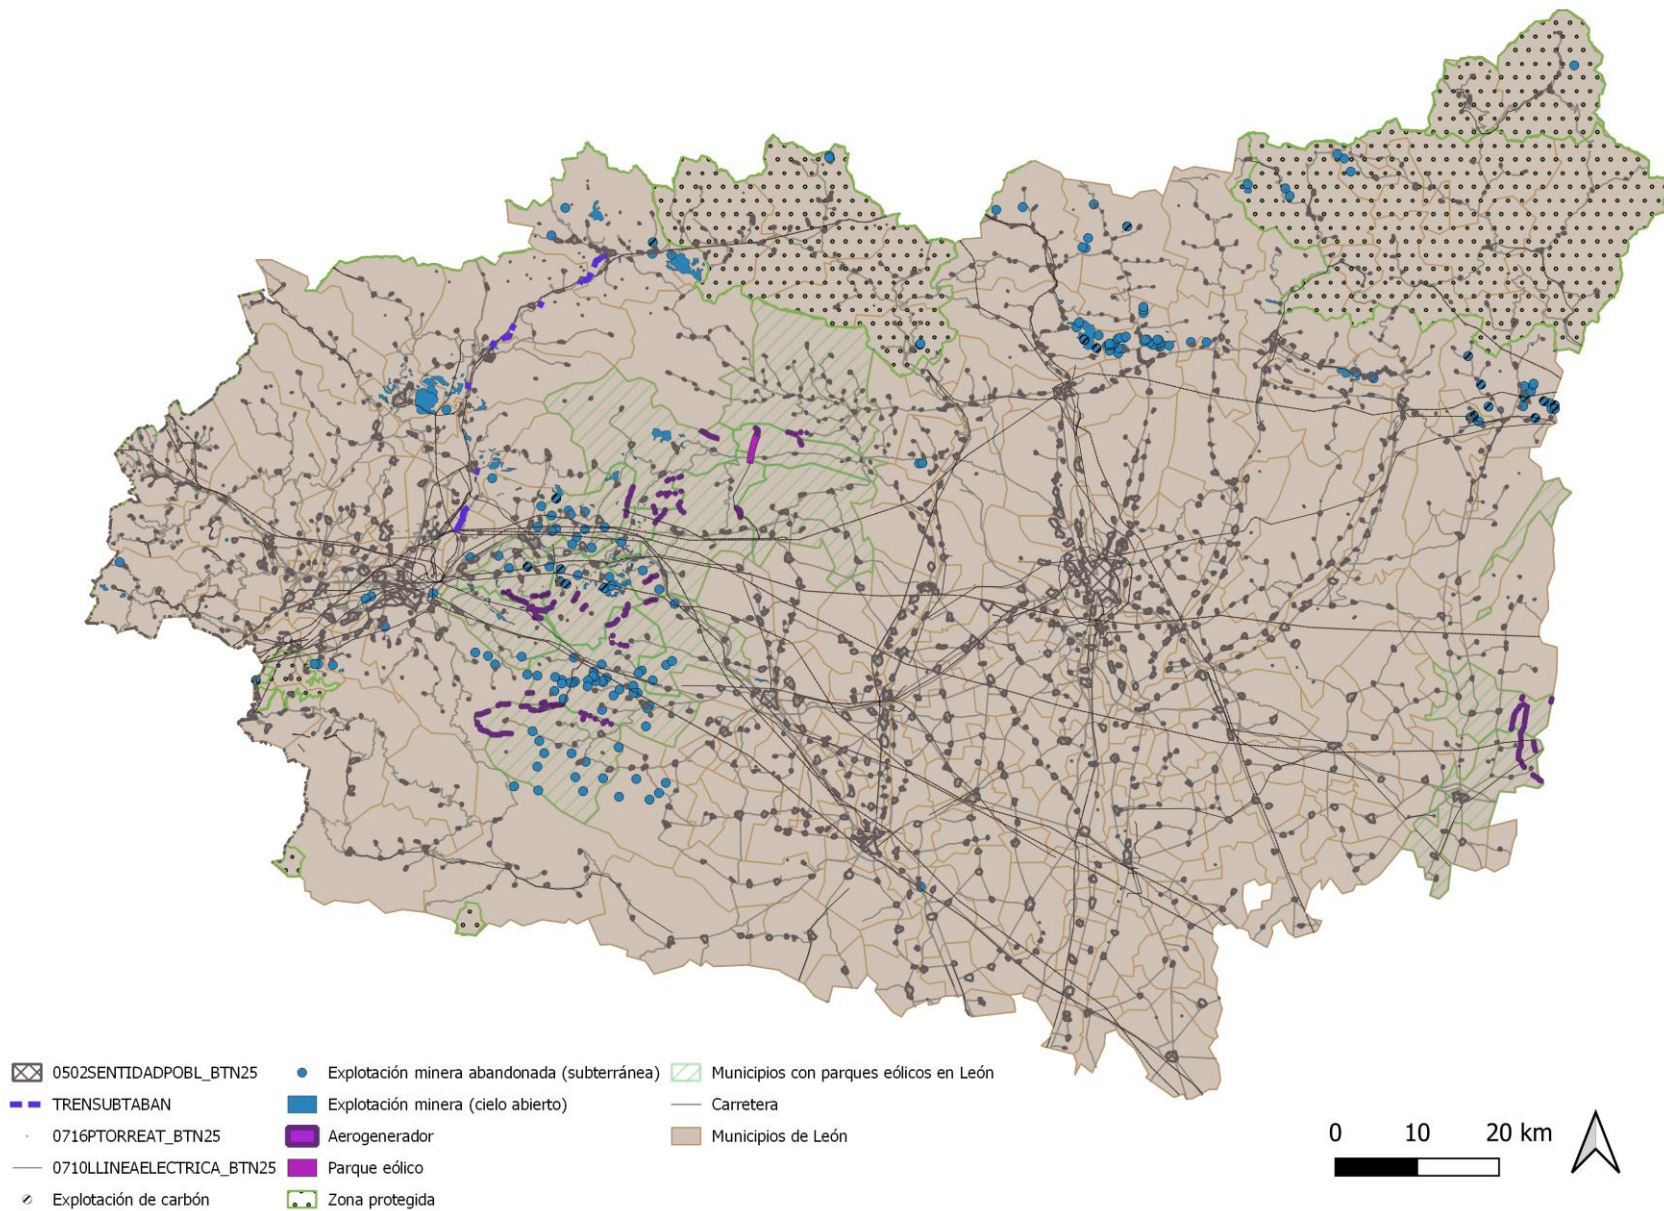 0502SENTIDADPOBL_BTN25
TRENSUBTABAN
0716PTORREAT_BTN25
0710LLINEAELECTRICA_BTN25
Explotación de carbón
Explotación minera abandonada (subterránea)
Explotación minera (cielo abierto)
Aerogenerador
Parque eólico
Zona protegida
Municipios con parques eólicos en León
Carretera
Municipios de León
0 10 20 km